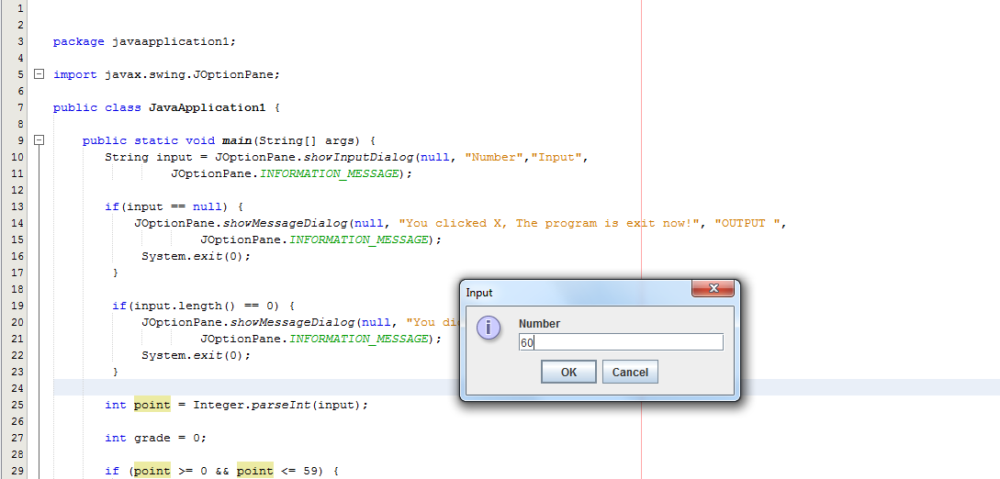 1
2
3 package javaapplication1;
4
5 import javax.swing.JOptionPane;
6
7 public class JavaApplication1 {
8
9 public static void main(String[] args) {
10 String input = JOptionPane.showInputDialog(null, "Number","Input",
11 JOptionPane.INFORMATION_MESSAGE);
12
13 if(input == null) {
14 JOptionPane.showMessageDialog(null, "You clicked X, The program is exit now!", "OUTPUT ",
15 JOptionPane.INFORMATION_MESSAGE);
16 System.exit(0);
17 }
18
19 if(input.length() == 0) {
20 JOptionPane.showMessageDialog(null, "You
21 JOptionPane.INFORMATION_MESSAGE);
22 System.exit(0);
23 }
24
25 int point = Integer.parseInt(input);
26
27 int grade = 0;
28
29 if (point >= 0 && point <= 59) {
Input
Number
60
OK Cancel